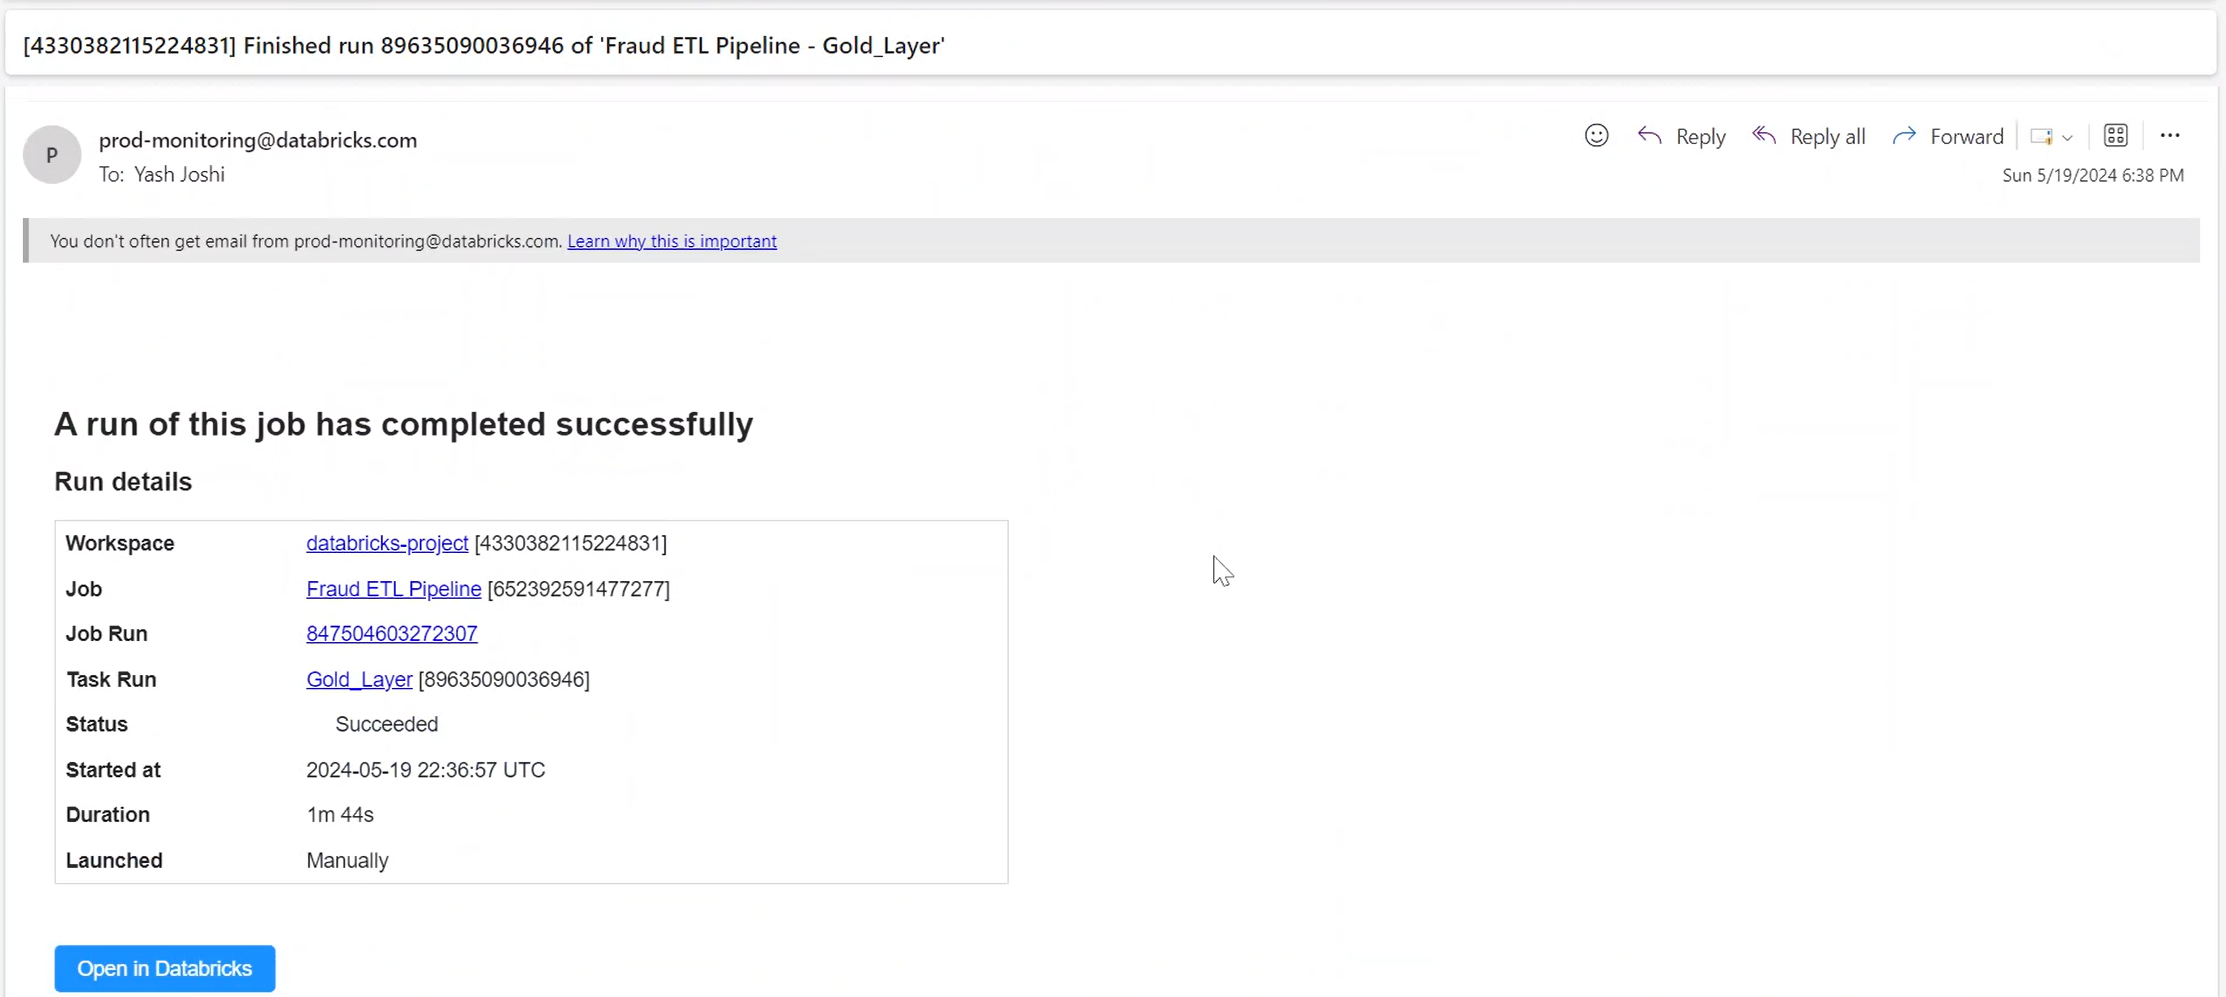 [4330382115224831] Finished run 89635090036946 of 'Fraud ETL Pipeline - Gold_Layer'
P
prod-monitoring@databricks.com
Reply
Reply all
Forward
To: Yash Joshi
Sun 5/19/2024 6:38 PM
You don't often get email from prod-monitoring@databricks.com. Learn why this is important
A run of this job has completed successfully
Run details
Workspace databricks-project [4330382115224831]
Job Fraud ETL Pipeline [652392591477277]
Job Run 847504603272307
Task Run Gold_Layer [89635090036946]
Status Succeeded
Started at 2024-05-19 22:36:57 UTC
Duration 1m 44s
Launched Manually
Open in Databricks